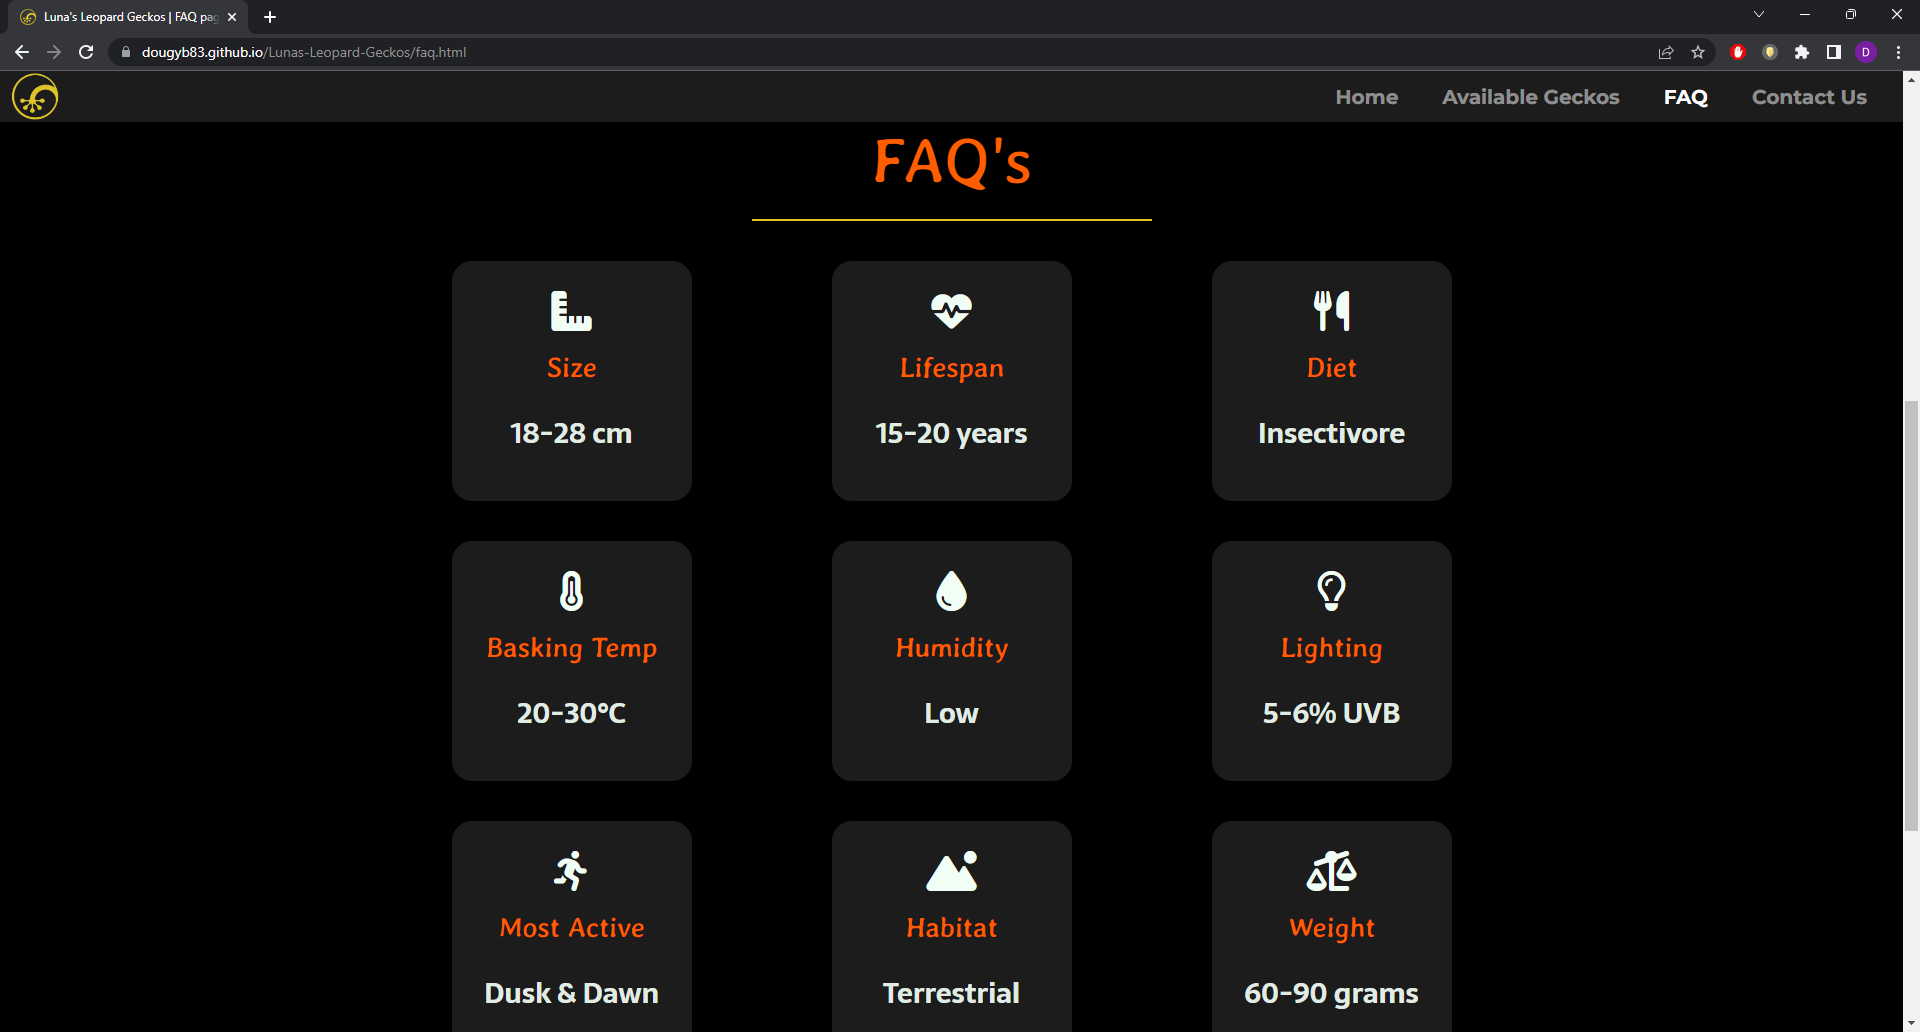 Luna's Leopard Geckos | FAQ pag
dougyb83.github.io/Lunas-Leopard-Geckos/faq.html
D
Home Available Geckos FAQ Contact Us
FAQ's
Size Lifespan Diet
18-28 cm 15-20 years Insectivore
Basking Temp Humidity Lighting
20-30°C Low 5-6% UVB
Most Active Habitat Weight
Dusk & Dawn Terrestrial 60-90 grams